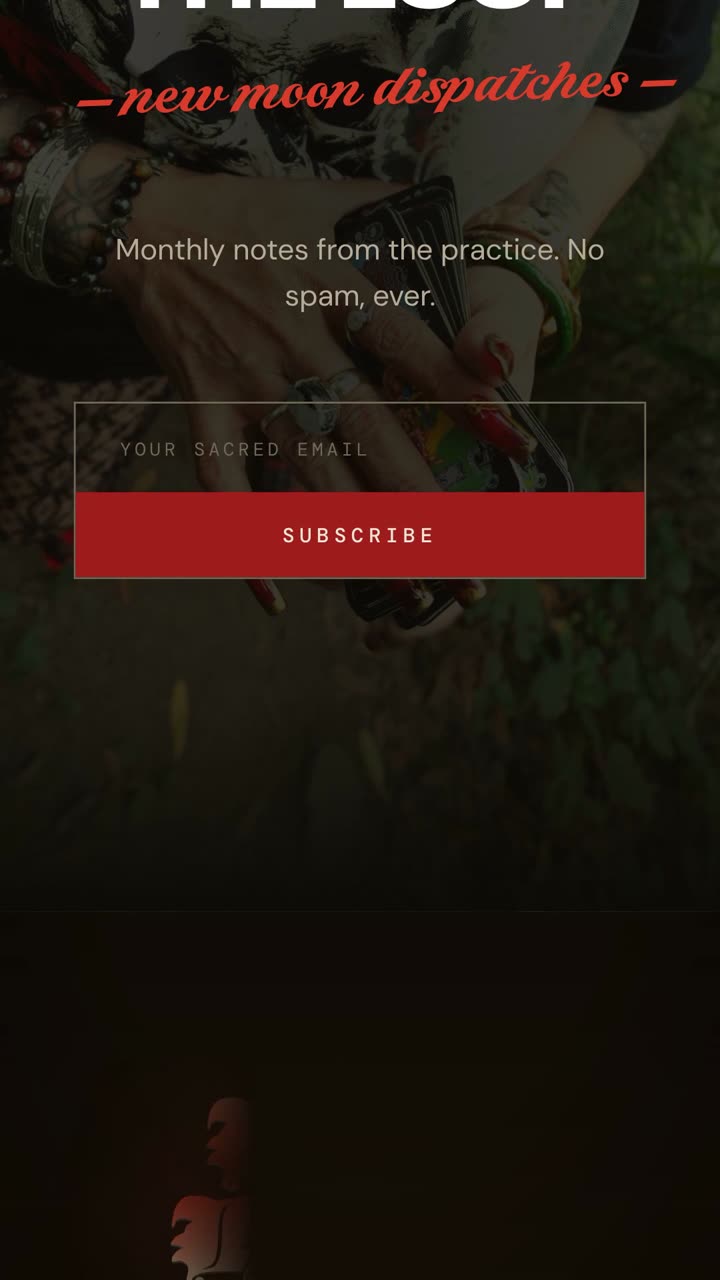 — new moon dispatches —
Monthly notes from the practice. No
spam, ever.
YOUR SACRED EMAIL
SUBSCRIBE